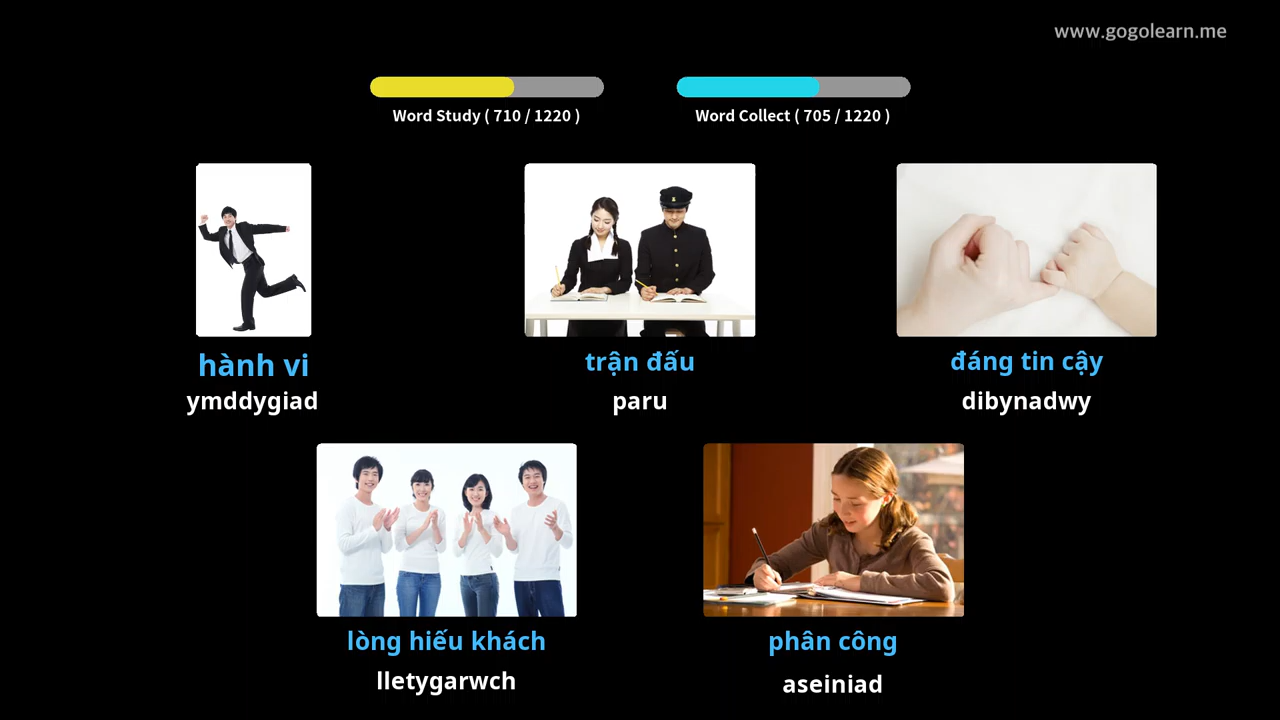 www.gogolearn.me
Word Study ( 710 / 1220 )
Word Collect ( 705 / 1220 )
hành vi
ymddygiad
trận đấu
paru
đáng tin cậy
dibynadwy
lòng hiếu khách
lletygarwch
phân công
aseiniad